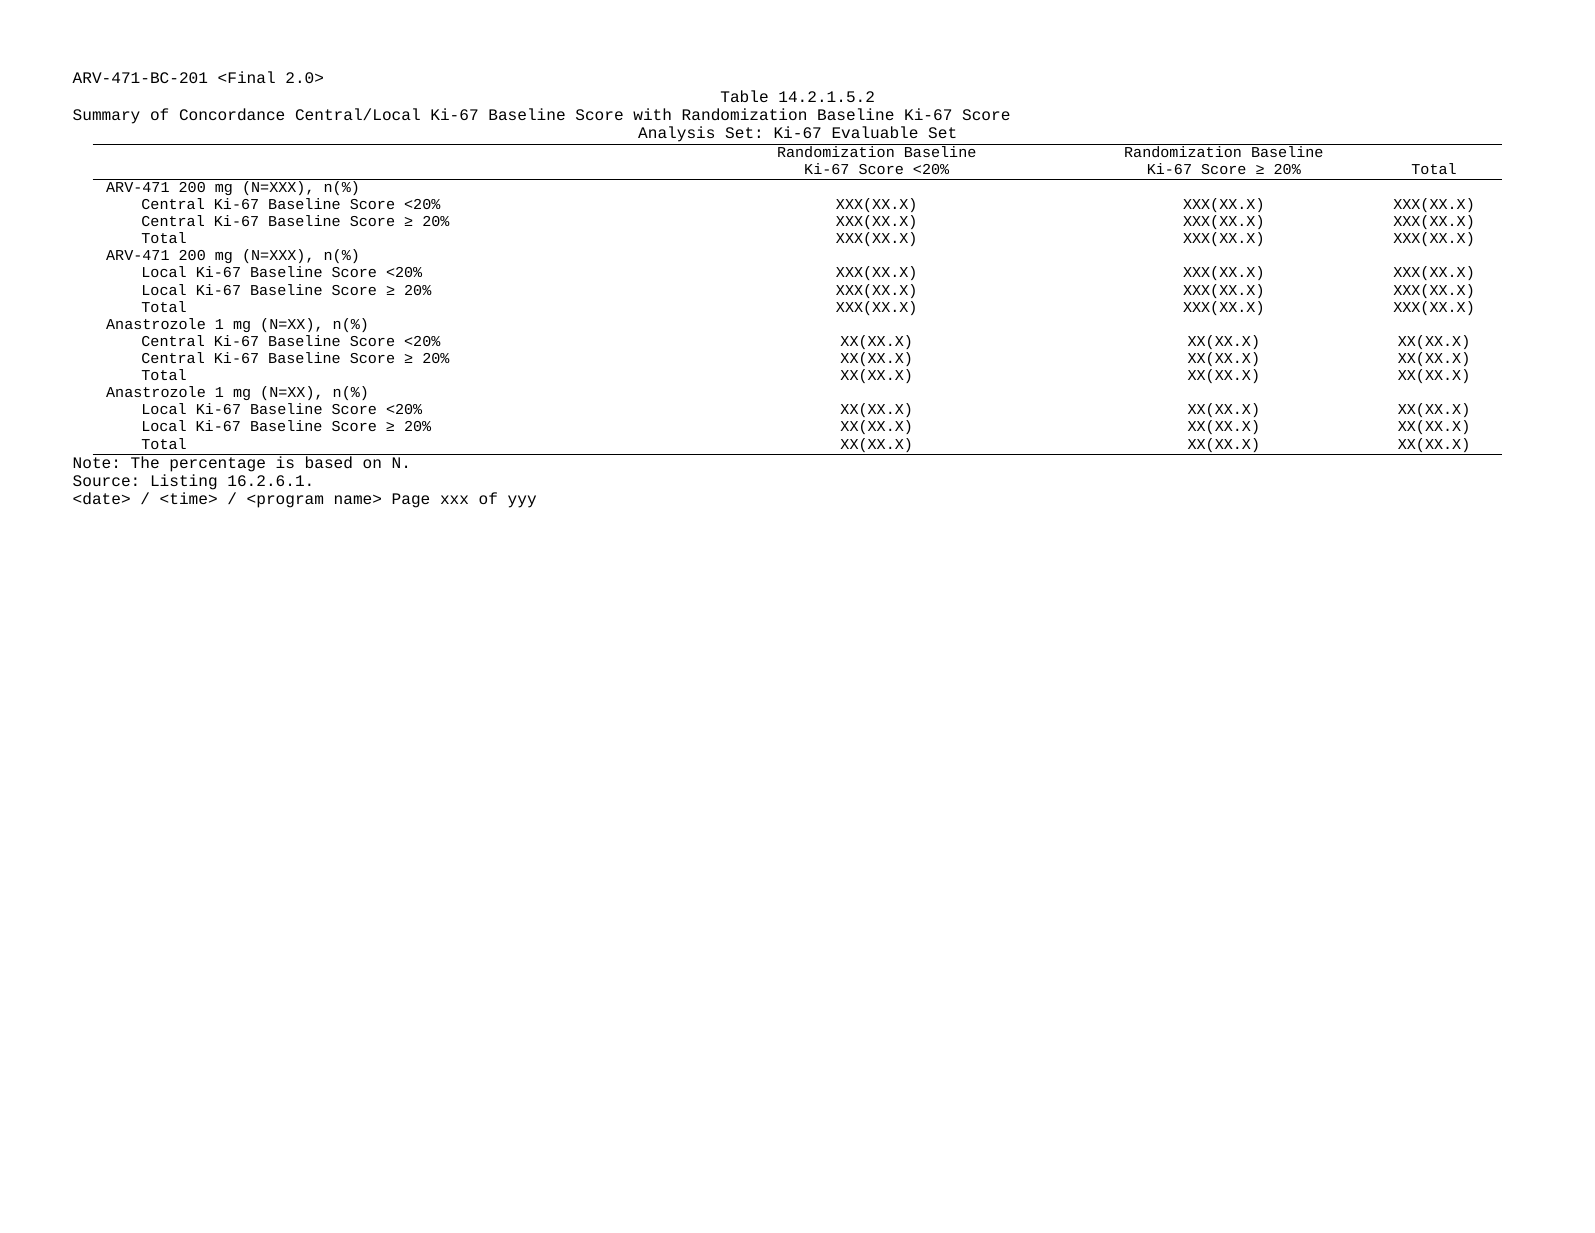 ARV-471-BC-201 <Final 2.0>
Table 14.2.1.5.2
Summary of Concordance Central/Local Ki-67 Baseline Score with Randomization Baseline Ki-67 Score
Analysis Set: Ki-67 Evaluable Set
Randomization Baseline Randomization Baseline
Ki-67 Score <20% Ki-67 Score ≥ 20% Total
ARV-471 200 mg (N=XXX), n(%)
Central Ki-67 Baseline Score <20% XXX(XX.X) XXX(XX.X) XXX(XX.X)
Central Ki-67 Baseline Score ≥ 20% XXX(XX.X) XXX(XX.X) XXX(XX.X)
Total XXX(XX.X) XXX(XX.X) XXX(XX.X)
ARV-471 200 mg (N=XXX), n(%)
Local Ki-67 Baseline Score <20% XXX(XX.X) XXX(XX.X) XXX(XX.X)
Local Ki-67 Baseline Score ≥ 20% XXX(XX.X) XXX(XX.X) XXX(XX.X)
Total XXX(XX.X) XXX(XX.X) XXX(XX.X)
Anastrozole 1 mg (N=XX), n(%)
Central Ki-67 Baseline Score <20% XX(XX.X) XX(XX.X) XX(XX.X)
Central Ki-67 Baseline Score ≥ 20% XX(XX.X) XX(XX.X) XX(XX.X)
Total XX(XX.X) XX(XX.X) XX(XX.X)
Anastrozole 1 mg (N=XX), n(%)
Local Ki-67 Baseline Score <20% XX(XX.X) XX(XX.X) XX(XX.X)
Local Ki-67 Baseline Score ≥ 20% XX(XX.X) XX(XX.X) XX(XX.X)
Total XX(XX.X) XX(XX.X) XX(XX.X)
Note: The percentage is based on N.
Source: Listing 16.2.6.1.
<date> / <time> / <program name> Page xxx of yyy